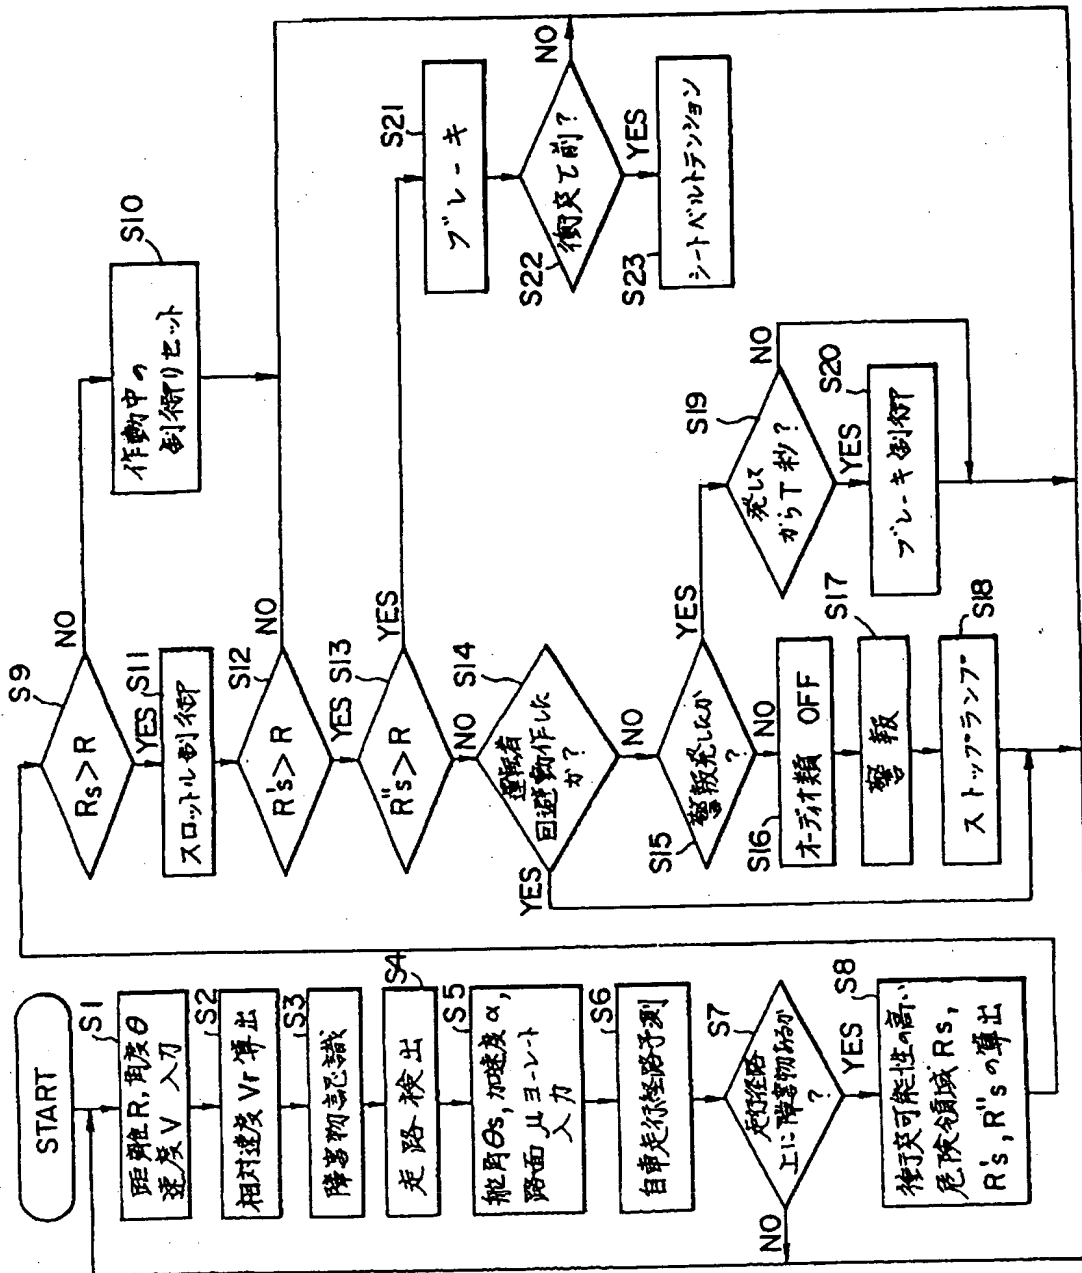 START
S1
距離R,角度θ
速度V 入力
S2
相対速度Vr算出
S3
障害物認識
S4
走路検出
S5
舵角θs,加速度α,
路面μ ヨーレート
入力
S6
自車走行経路予測
S7
走行経路
上に障害物あるか
?
NO
YES
S8
衝突可能性の高い
危険領域Rs,
R's,R"sの算出
S9
Rs>R
NO
YES
S10
作動中の
制御リセット
S11
スロットル制御
S12
R's>R
NO
YES
S13
R"s>R
YES
NO
S14
運転者
回避動作した
か?
YES
NO
S15
警報発したか
?
YES
NO
S16
オーディオ類 OFF
S17
警報
S18
ストップランプ
S19
発して
からT秒?
NO
YES
S20
ブレーキ制御
S21
ブレーキ
S22
衝突て前?
NO
YES
S23
シートベルトテンション